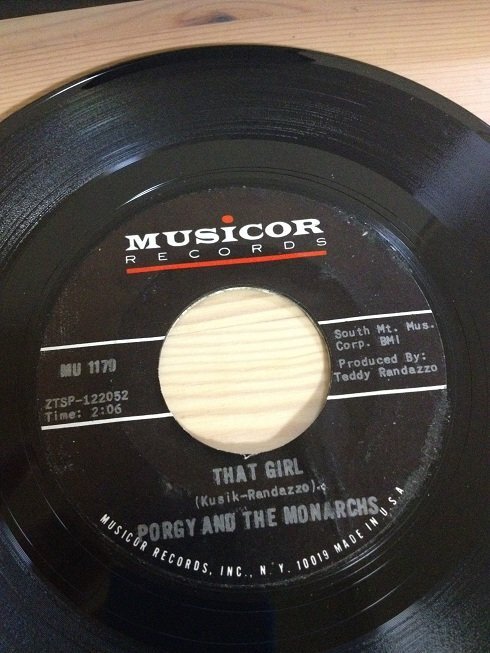 MUSICOR
RECORDS
MU 1179
ZTSP-122052
Time: 2:06
South Mt. Mus.
Corp. BMI
Produced By:
Teddy Randazzo
THAT GIRL
(Kusik-Randazzo)
PORGY AND THE MONARCHS
MUSICOR RECORDS, INC., N. Y. 10019 MADE IN U.S.A.